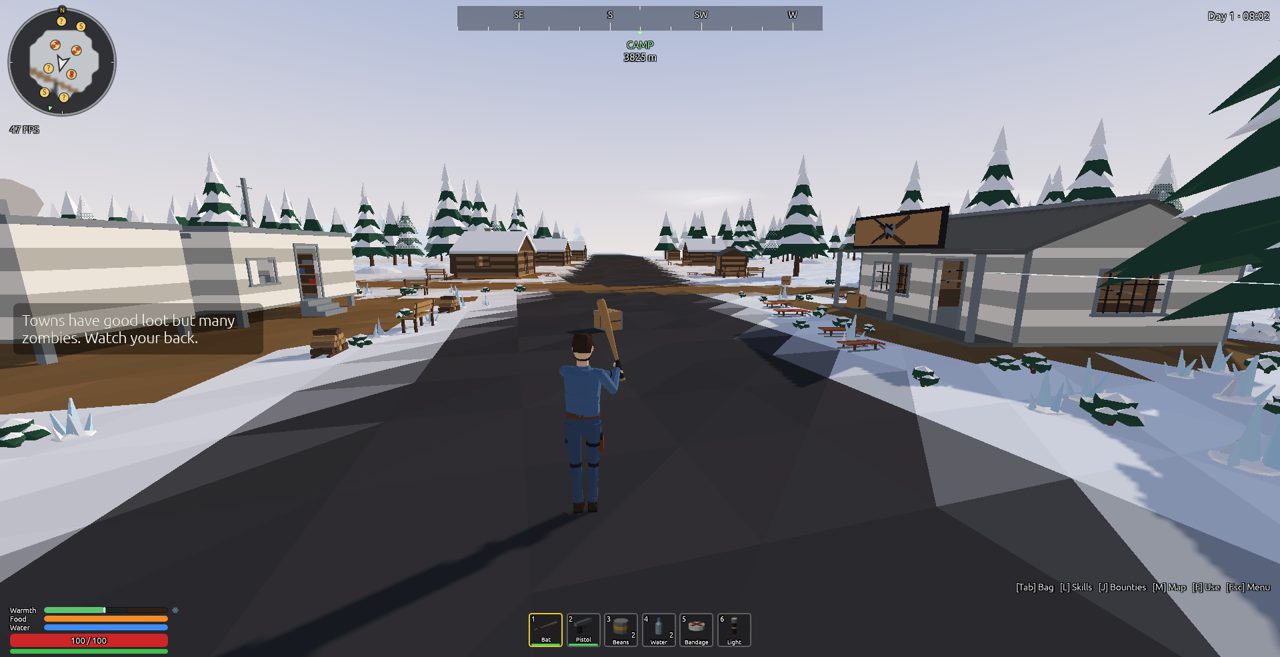 N
SE S SW W
Day 1 · 08:02
CAMP
3825 m
47 FPS
Towns have good loot but many
zombies. Watch your back.
[Tab] Bag [L] Skills [J] Bounties [M] Map [F] Use [Esc] Menu
Warmth
Food
Water
100 / 100
1 Bat
2 Pistol
3 Beans 2
4 Water 2
5 Bandage
6 Light